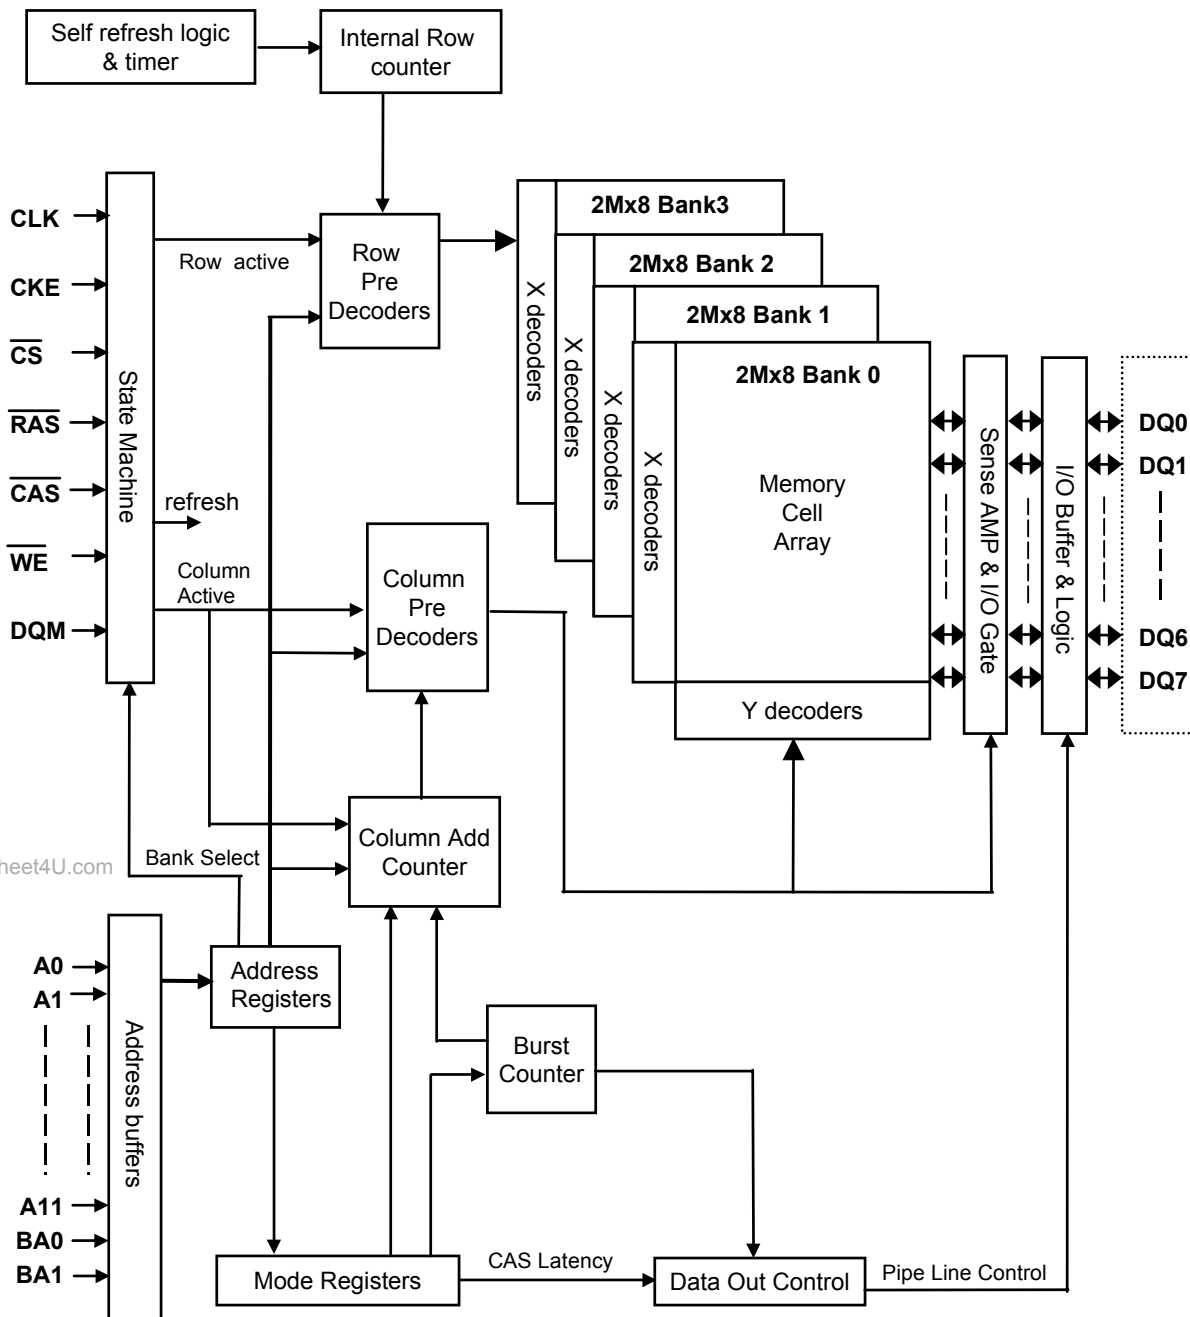 Self refresh logic
& timer
Internal Row
counter
CLK
CKE
CS
RAS
CAS
WE
DQM
State Machine
Row active
refresh
Column
Active
Row
Pre
Decoders
Column
Pre
Decoders
2Mx8 Bank3
2Mx8 Bank 2
2Mx8 Bank 1
2Mx8 Bank 0
X decoders
X decoders
X decoders
X decoders
Memory
Cell
Array
Y decoders
Sense AMP & I/O Gate
I/O Buffer & Logic
DQ0
DQ1
DQ6
DQ7
Column Add
Counter
heet4U.com
Bank Select
A0
A1
A11
BA0
BA1
Address buffers
Address
Registers
Burst
Counter
Mode Registers
CAS Latency
Data Out Control
Pipe Line Control